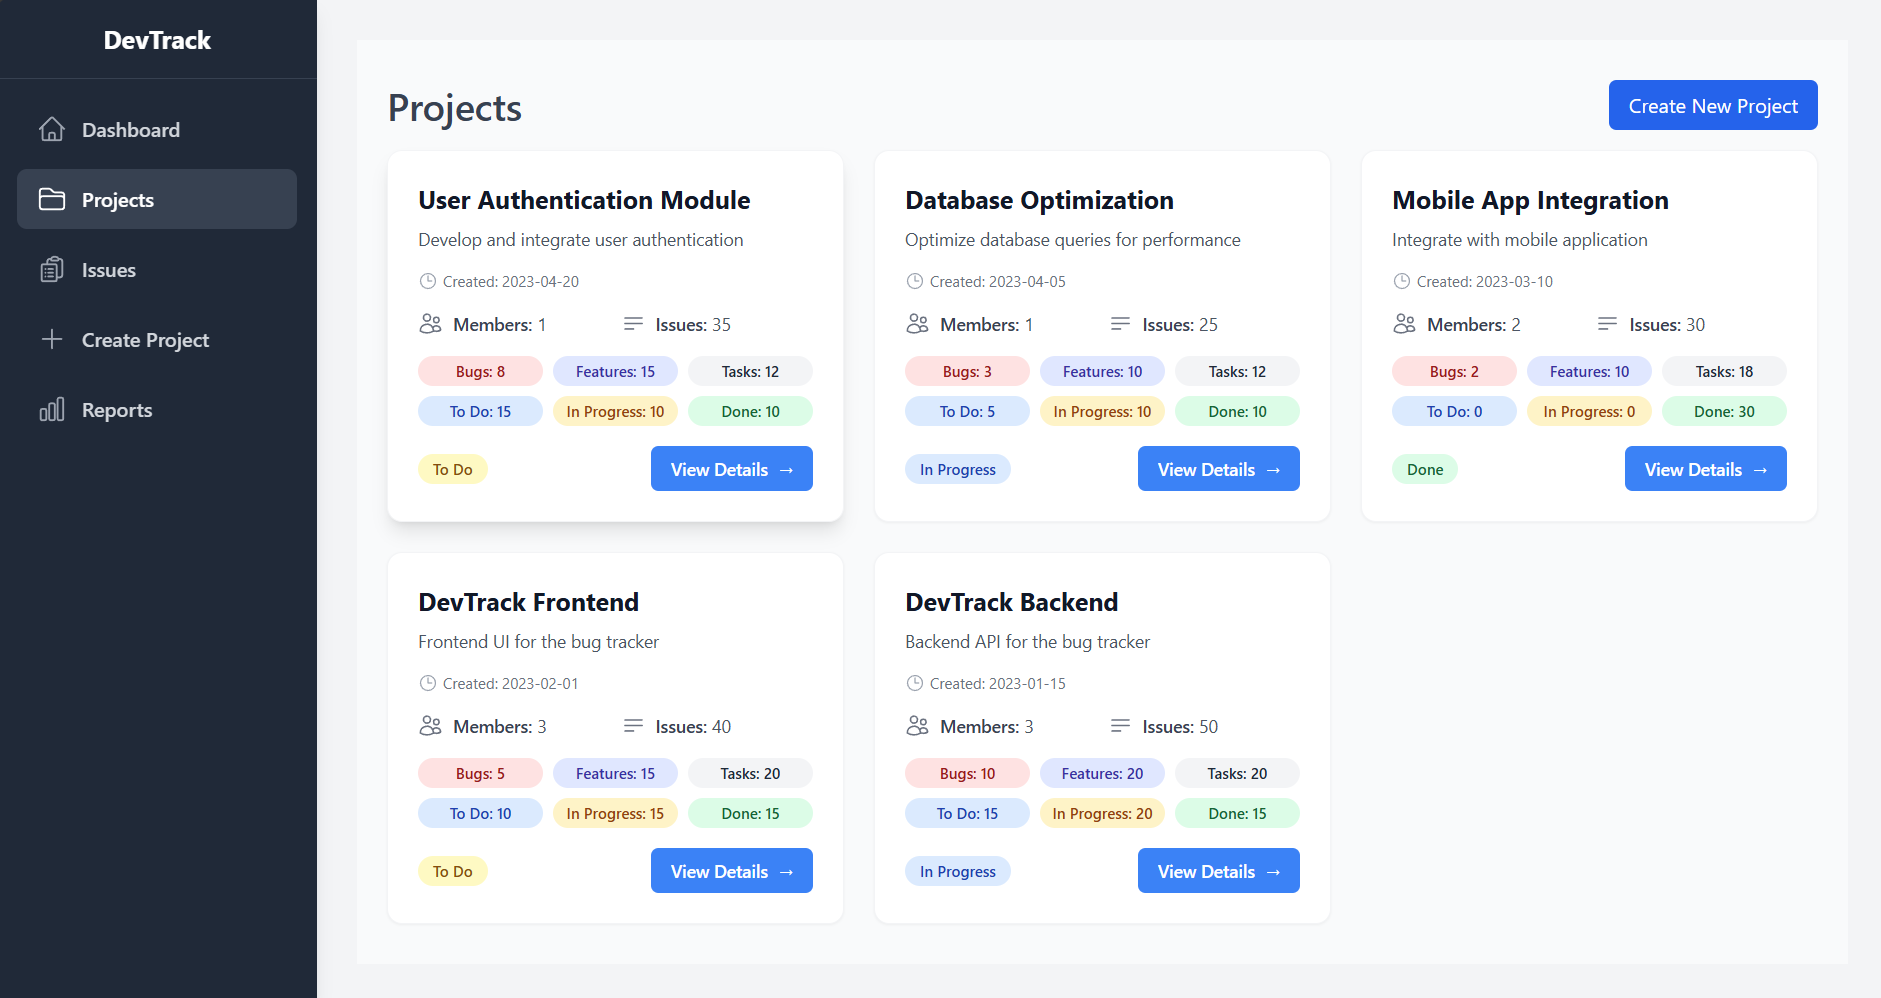 DevTrack
Dashboard
Projects
Issues
Create Project
Reports
Projects
Create New Project
User Authentication Module
Develop and integrate user authentication
Created: 2023-04-20
Members: 1 Issues: 35
Bugs: 8 Features: 15 Tasks: 12
To Do: 15 In Progress: 10 Done: 10
To Do View Details →
Database Optimization
Optimize database queries for performance
Created: 2023-04-05
Members: 1 Issues: 25
Bugs: 3 Features: 10 Tasks: 12
To Do: 5 In Progress: 10 Done: 10
In Progress View Details →
Mobile App Integration
Integrate with mobile application
Created: 2023-03-10
Members: 2 Issues: 30
Bugs: 2 Features: 10 Tasks: 18
To Do: 0 In Progress: 0 Done: 30
Done View Details →
DevTrack Frontend
Frontend UI for the bug tracker
Created: 2023-02-01
Members: 3 Issues: 40
Bugs: 5 Features: 15 Tasks: 20
To Do: 10 In Progress: 15 Done: 15
To Do View Details →
DevTrack Backend
Backend API for the bug tracker
Created: 2023-01-15
Members: 3 Issues: 50
Bugs: 10 Features: 20 Tasks: 20
To Do: 15 In Progress: 20 Done: 15
In Progress View Details →